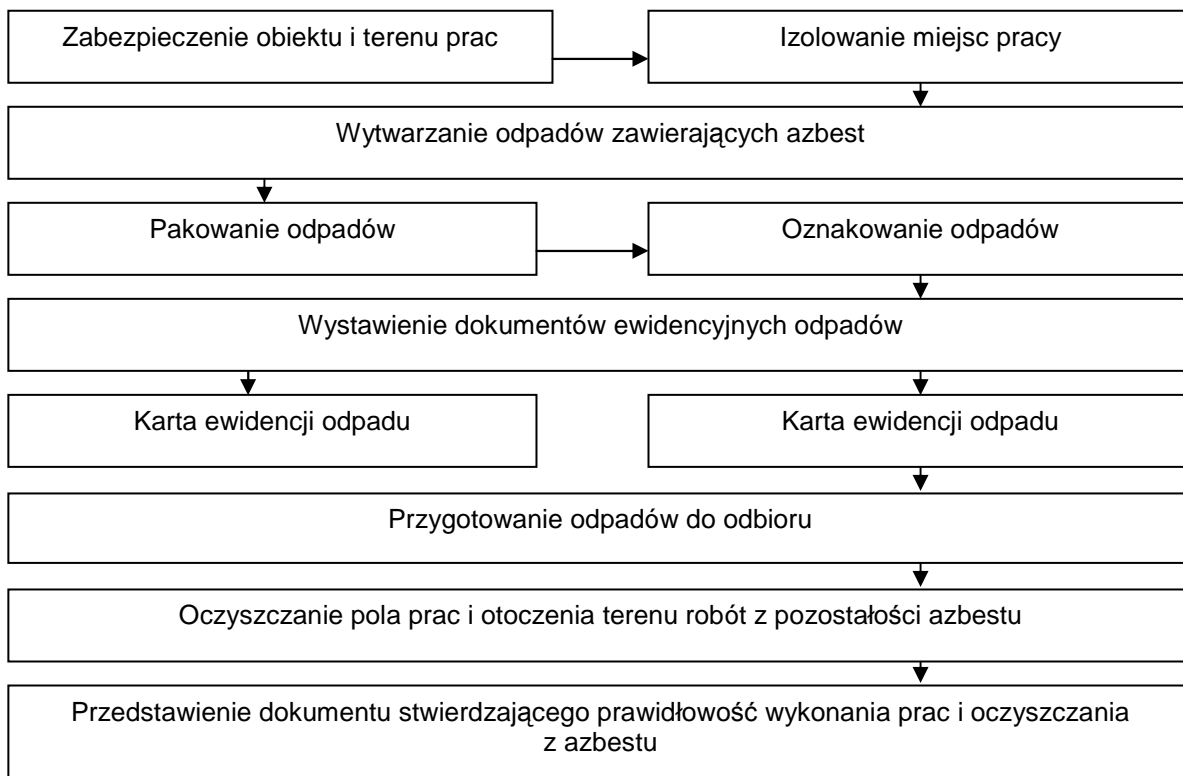 Zabezpieczenie obiektu i terenu prac
Izolowanie miejsc pracy
Wytwarzanie odpadów zawierających azbest
Pakowanie odpadów
Oznakowanie odpadów
Wystawienie dokumentów ewidencyjnych odpadów
Karta ewidencji odpadu
Karta ewidencji odpadu
Przygotowanie odpadów do odbioru
Oczyszczanie pola prac i otoczenia terenu robót z pozostałości azbestu
Przedstawienie dokumentu stwierdzającego prawidłowość wykonania prac i oczyszczania
z azbestu